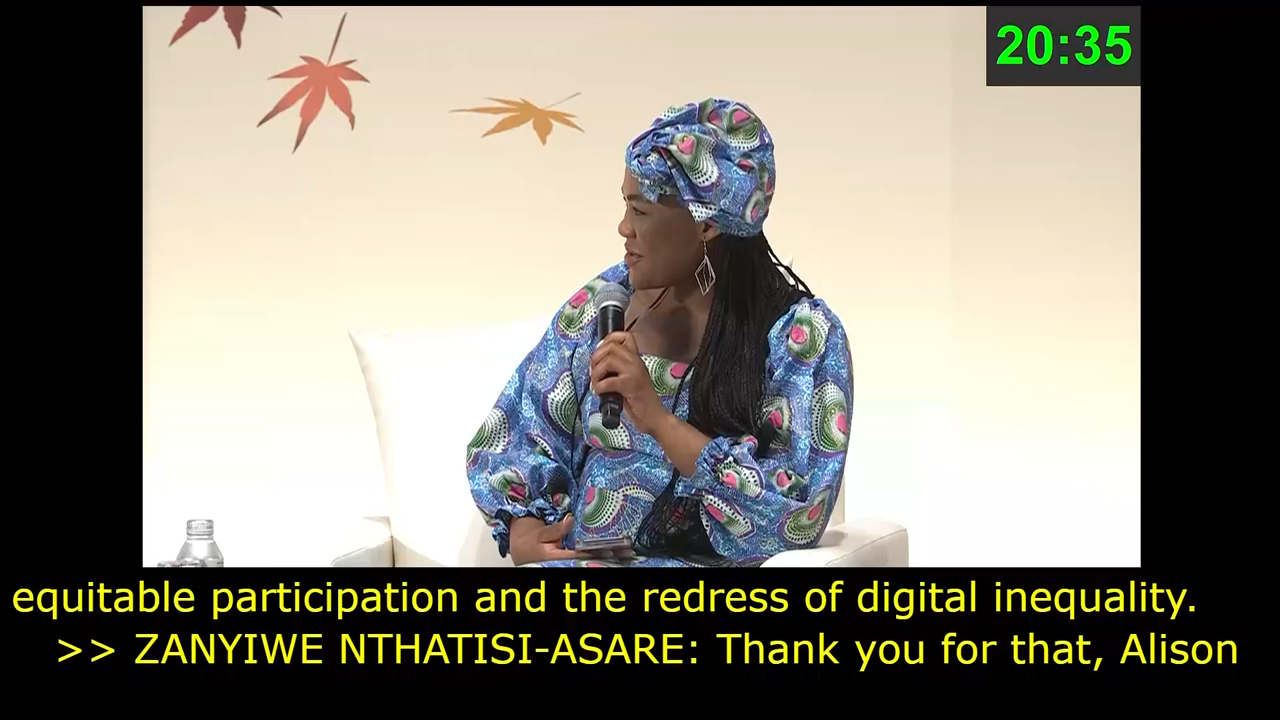 20:35
equitable participation and the redress of digital inequality.
>> ZANYIWE NTHATISI-ASARE: Thank you for that, Alison